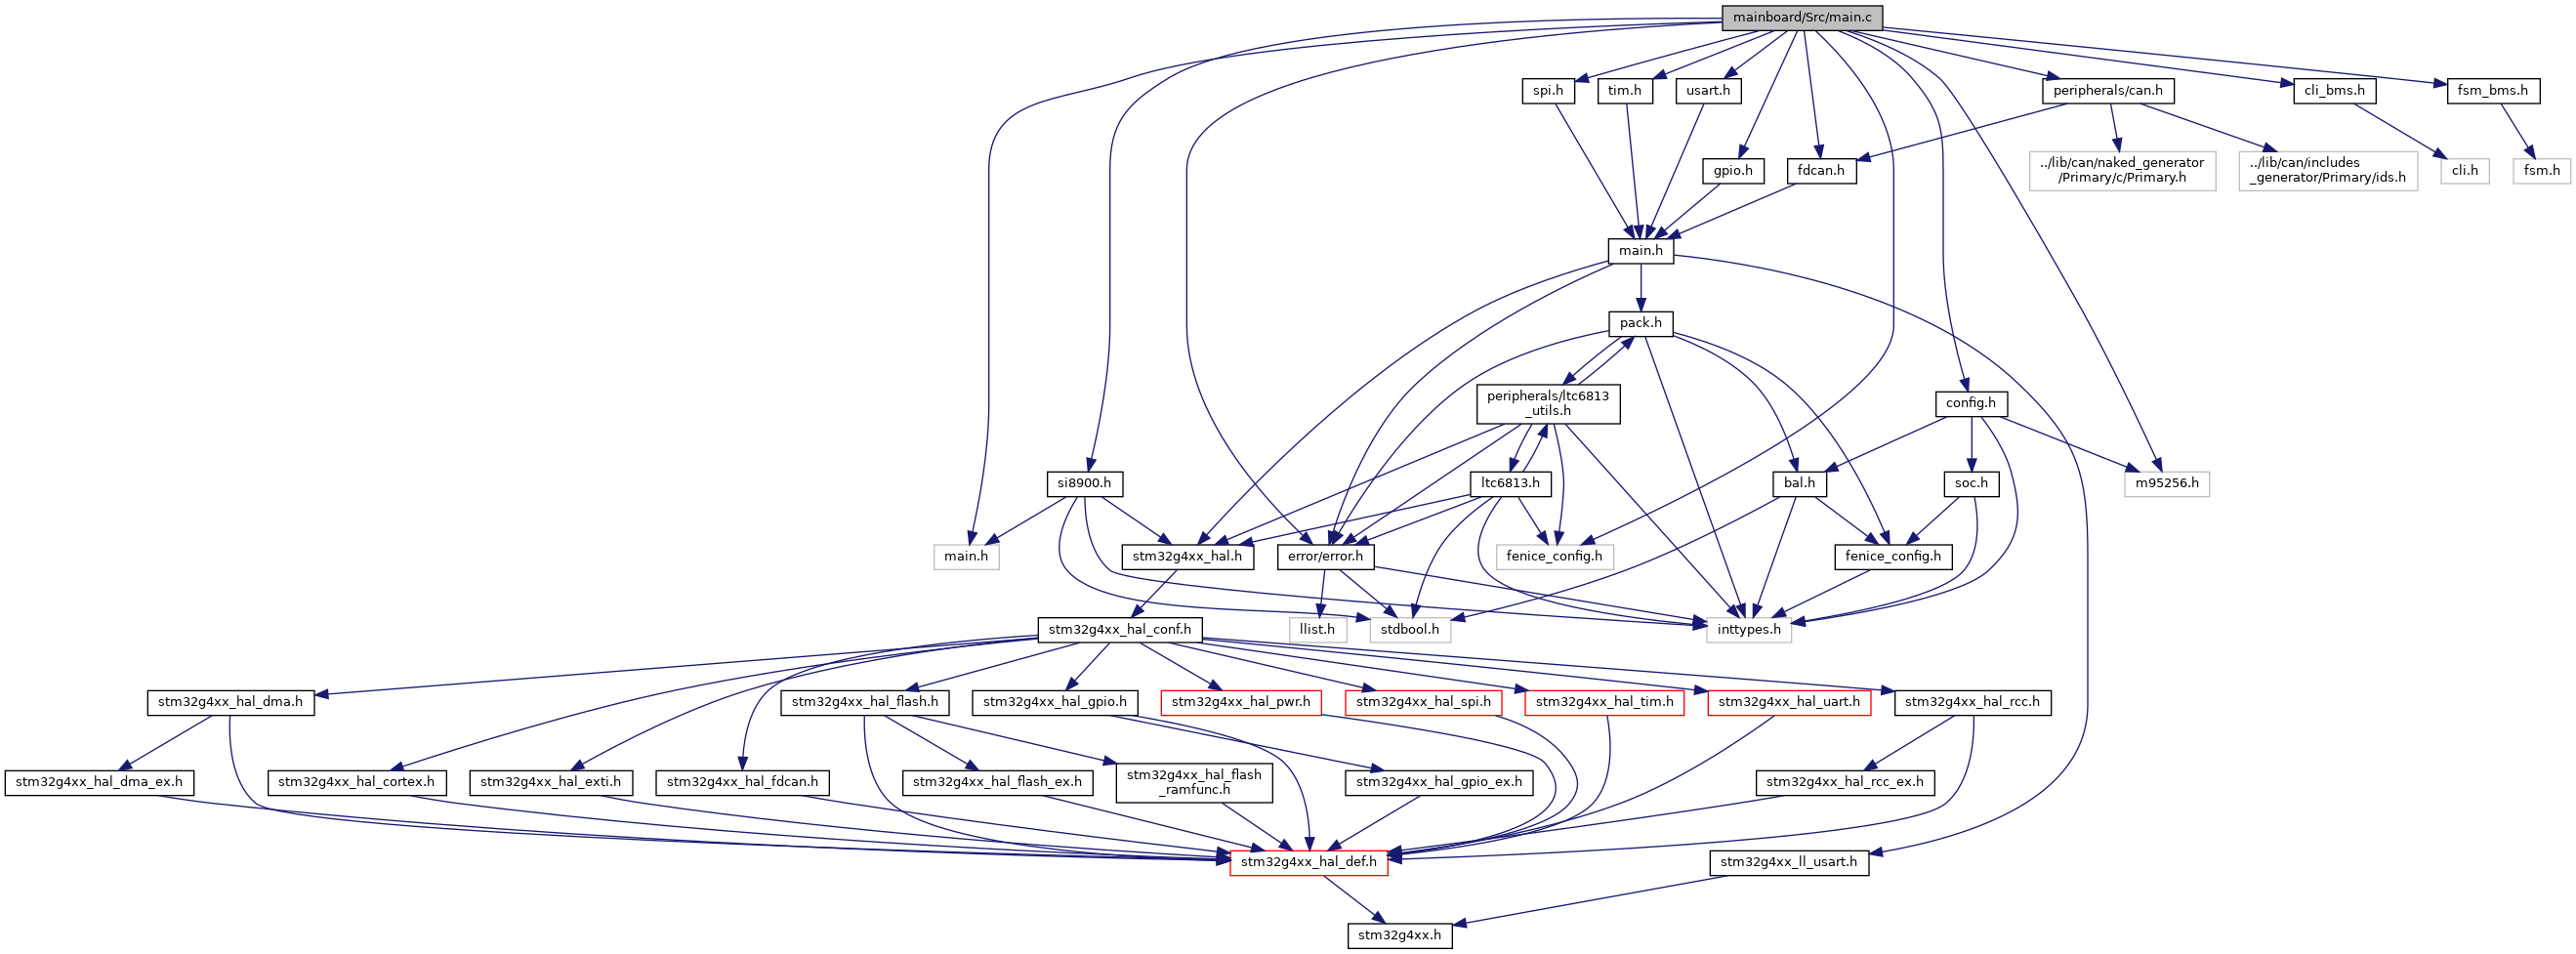 mainboard/Src/main.c
spi.h
tim.h
usart.h
peripherals/can.h
cli_bms.h
fsm_bms.h
gpio.h
fdcan.h
../lib/can/naked_generator
/Primary/c/Primary.h
../lib/can/includes
_generator/Primary/ids.h
cli.h
fsm.h
main.h
pack.h
peripherals/ltc6813
_utils.h
config.h
si8900.h
ltc6813.h
bal.h
soc.h
m95256.h
main.h
stm32g4xx_hal.h
error/error.h
fenice_config.h
fenice_config.h
stm32g4xx_hal_conf.h
llist.h
stdbool.h
inttypes.h
stm32g4xx_hal_dma.h
stm32g4xx_hal_flash.h
stm32g4xx_hal_gpio.h
stm32g4xx_hal_pwr.h
stm32g4xx_hal_spi.h
stm32g4xx_hal_tim.h
stm32g4xx_hal_uart.h
stm32g4xx_hal_rcc.h
stm32g4xx_hal_dma_ex.h
stm32g4xx_hal_cortex.h
stm32g4xx_hal_exti.h
stm32g4xx_hal_fdcan.h
stm32g4xx_hal_flash_ex.h
stm32g4xx_hal_flash
_ramfunc.h
stm32g4xx_hal_gpio_ex.h
stm32g4xx_hal_rcc_ex.h
stm32g4xx_hal_def.h
stm32g4xx_ll_usart.h
stm32g4xx.h